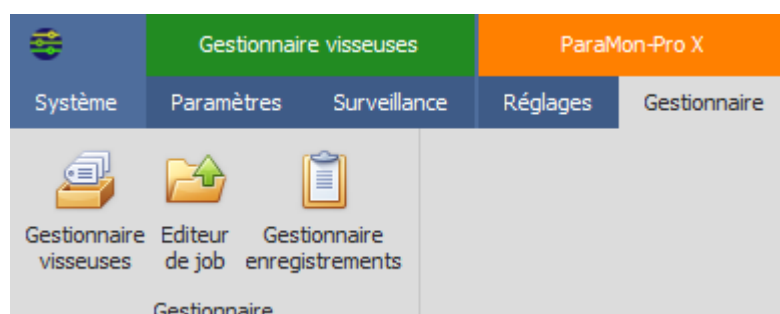 Gestionnaire visseuses
ParaMon-Pro X
Système
Paramètres
Surveillance
Réglages
Gestionnaire
Gestionnaire
visseuses
Editeur
de job
Gestionnaire
enregistrements
Gestionnaire